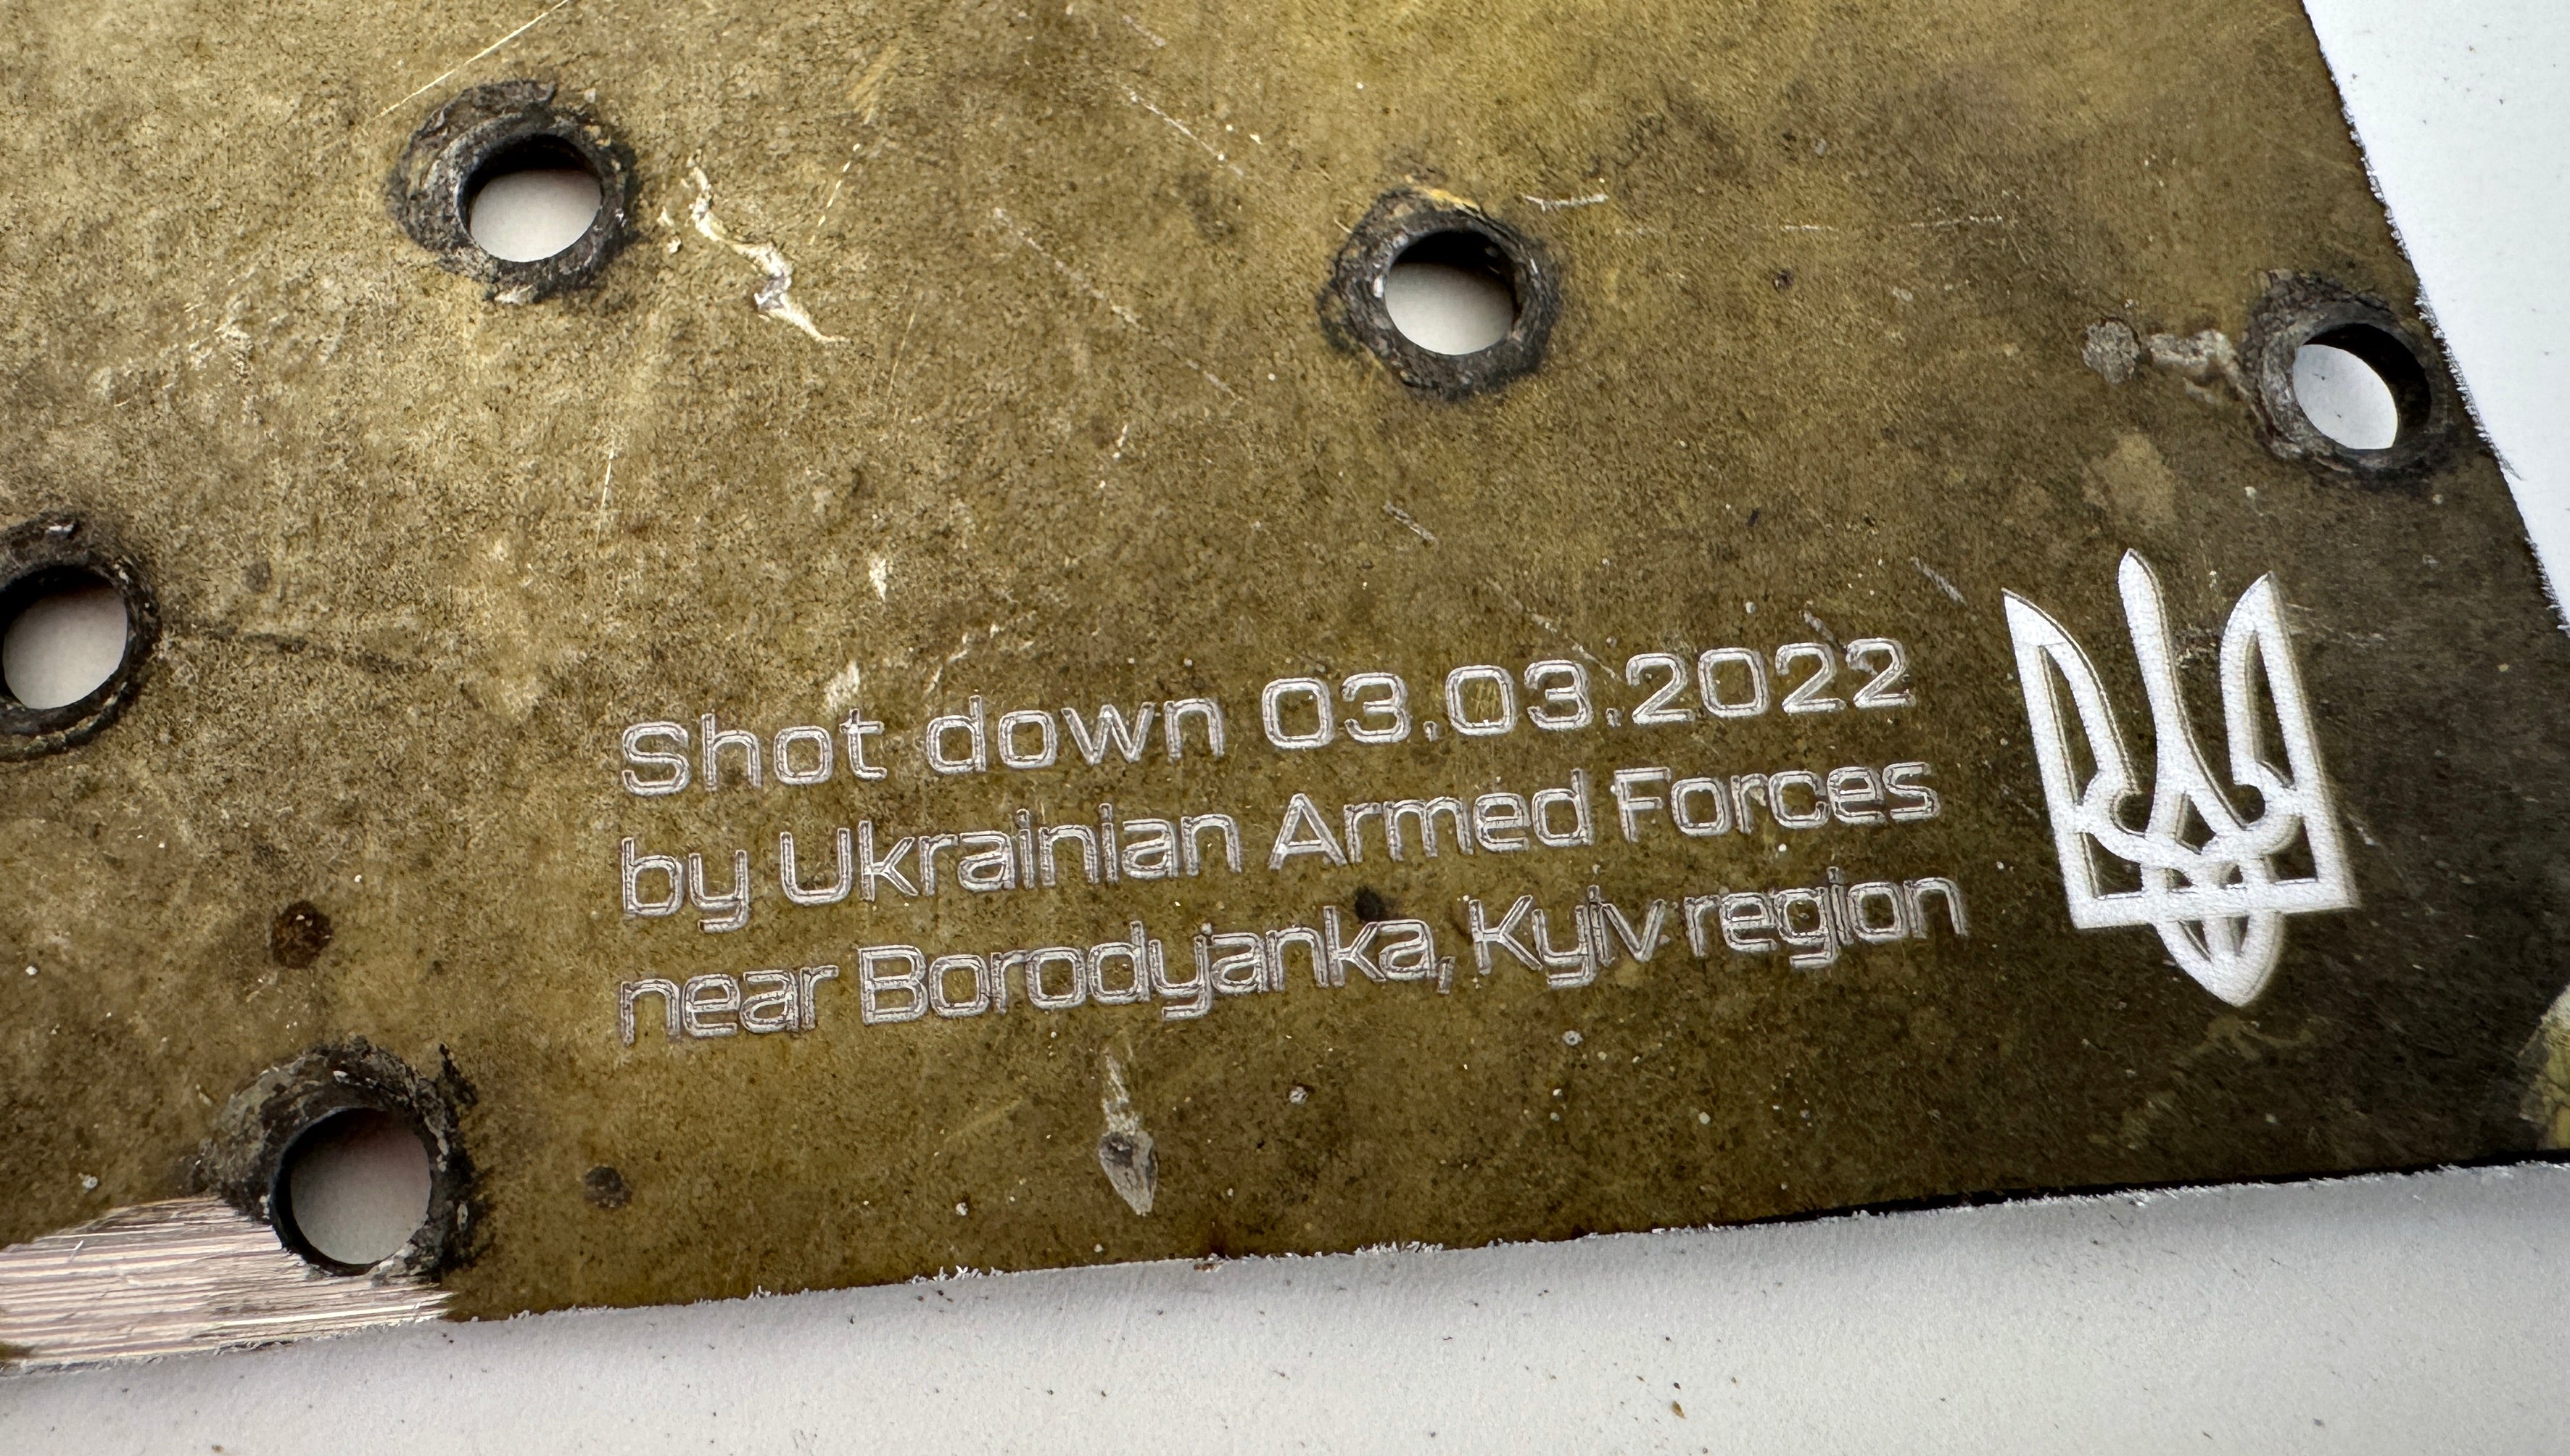 Shot down 03.03.2022
by Ukrainian Armed Forces
near Borodyanka, Kyiv region